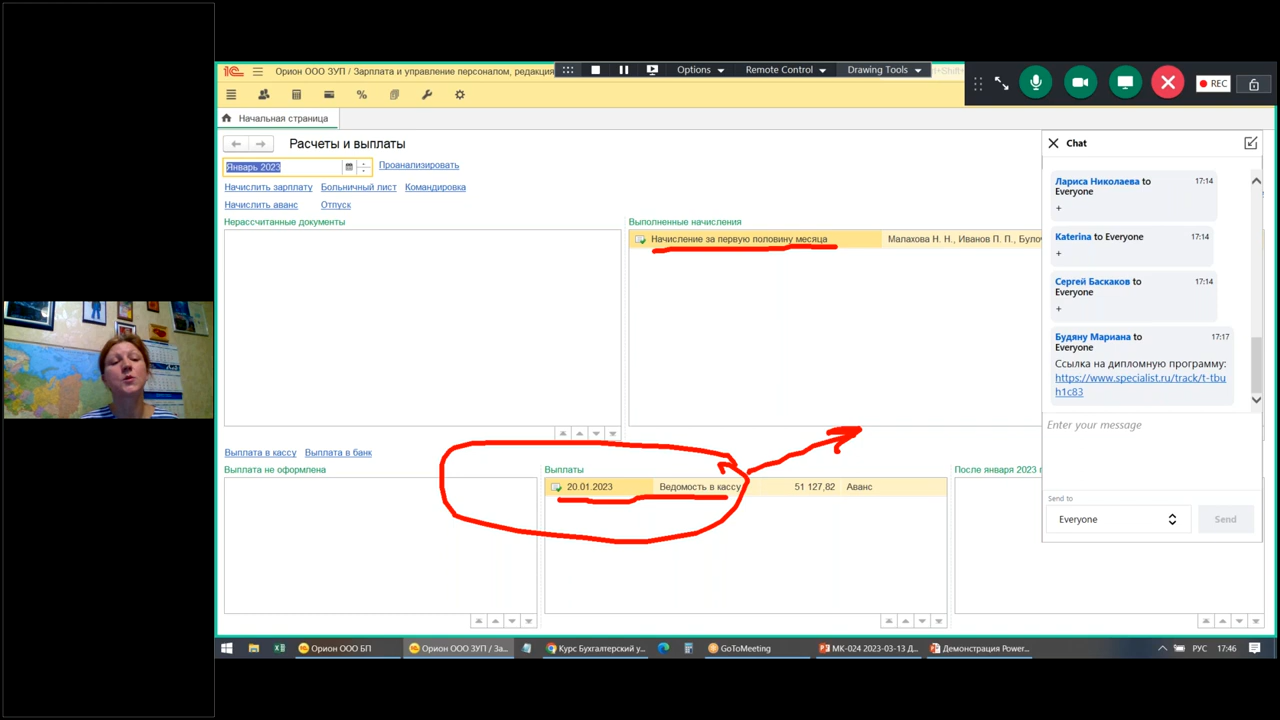 1С Орион ООО ЗУП / Зарплата и управление персоналом, редакция
Options
Remote Control
Drawing Tools
+Shift+
REC
Начальная страница
Расчеты и выплаты
Январь 2023
Проанализировать
Начислить зарплату Больничный лист Командировка
Начислить аванс Отпуск
Нерассчитанные документы
Выполненные начисления
Начисление за первую половину месяца Малахова Н. Н., Иванов П. П., Було
Выплата в кассу Выплата в банк
Выплата не оформлена
Выплаты
После января 2023 г
20.01.2023 Ведомость в кассу 51 127,82 Аванс
Chat
Лариса Николаева to 17:14
Everyone
+
Katerina to Everyone 17:14
+
Сергей Баскаков to 17:14
Everyone
+
Будяну Мариана to 17:17
Everyone
Ссылка на дипломную программу:
https://www.specialist.ru/track/t-tbu
h1c83
Enter your message
Send to
Everyone
Send
Орион ООО БП
Орион ООО ЗУП / За...
Курс Бухгалтерский у...
GoToMeeting
МК-024 2023-03-13 Д...
Демонстрация Power...
РУС
17:46